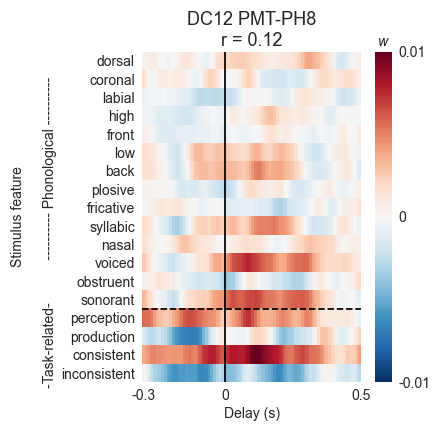 DC12 PMT-PH8
r = 0.12
w
dorsal
coronal
labial
high
front
low
back
plosive
fricative
syllabic
nasal
voiced
obstruent
sonorant
perception
production
consistent
inconsistent
Stimulus feature
-Task-related- ----------- Phonological -----------
0.01
0
-0.01
-0.3 0 0.5
Delay (s)